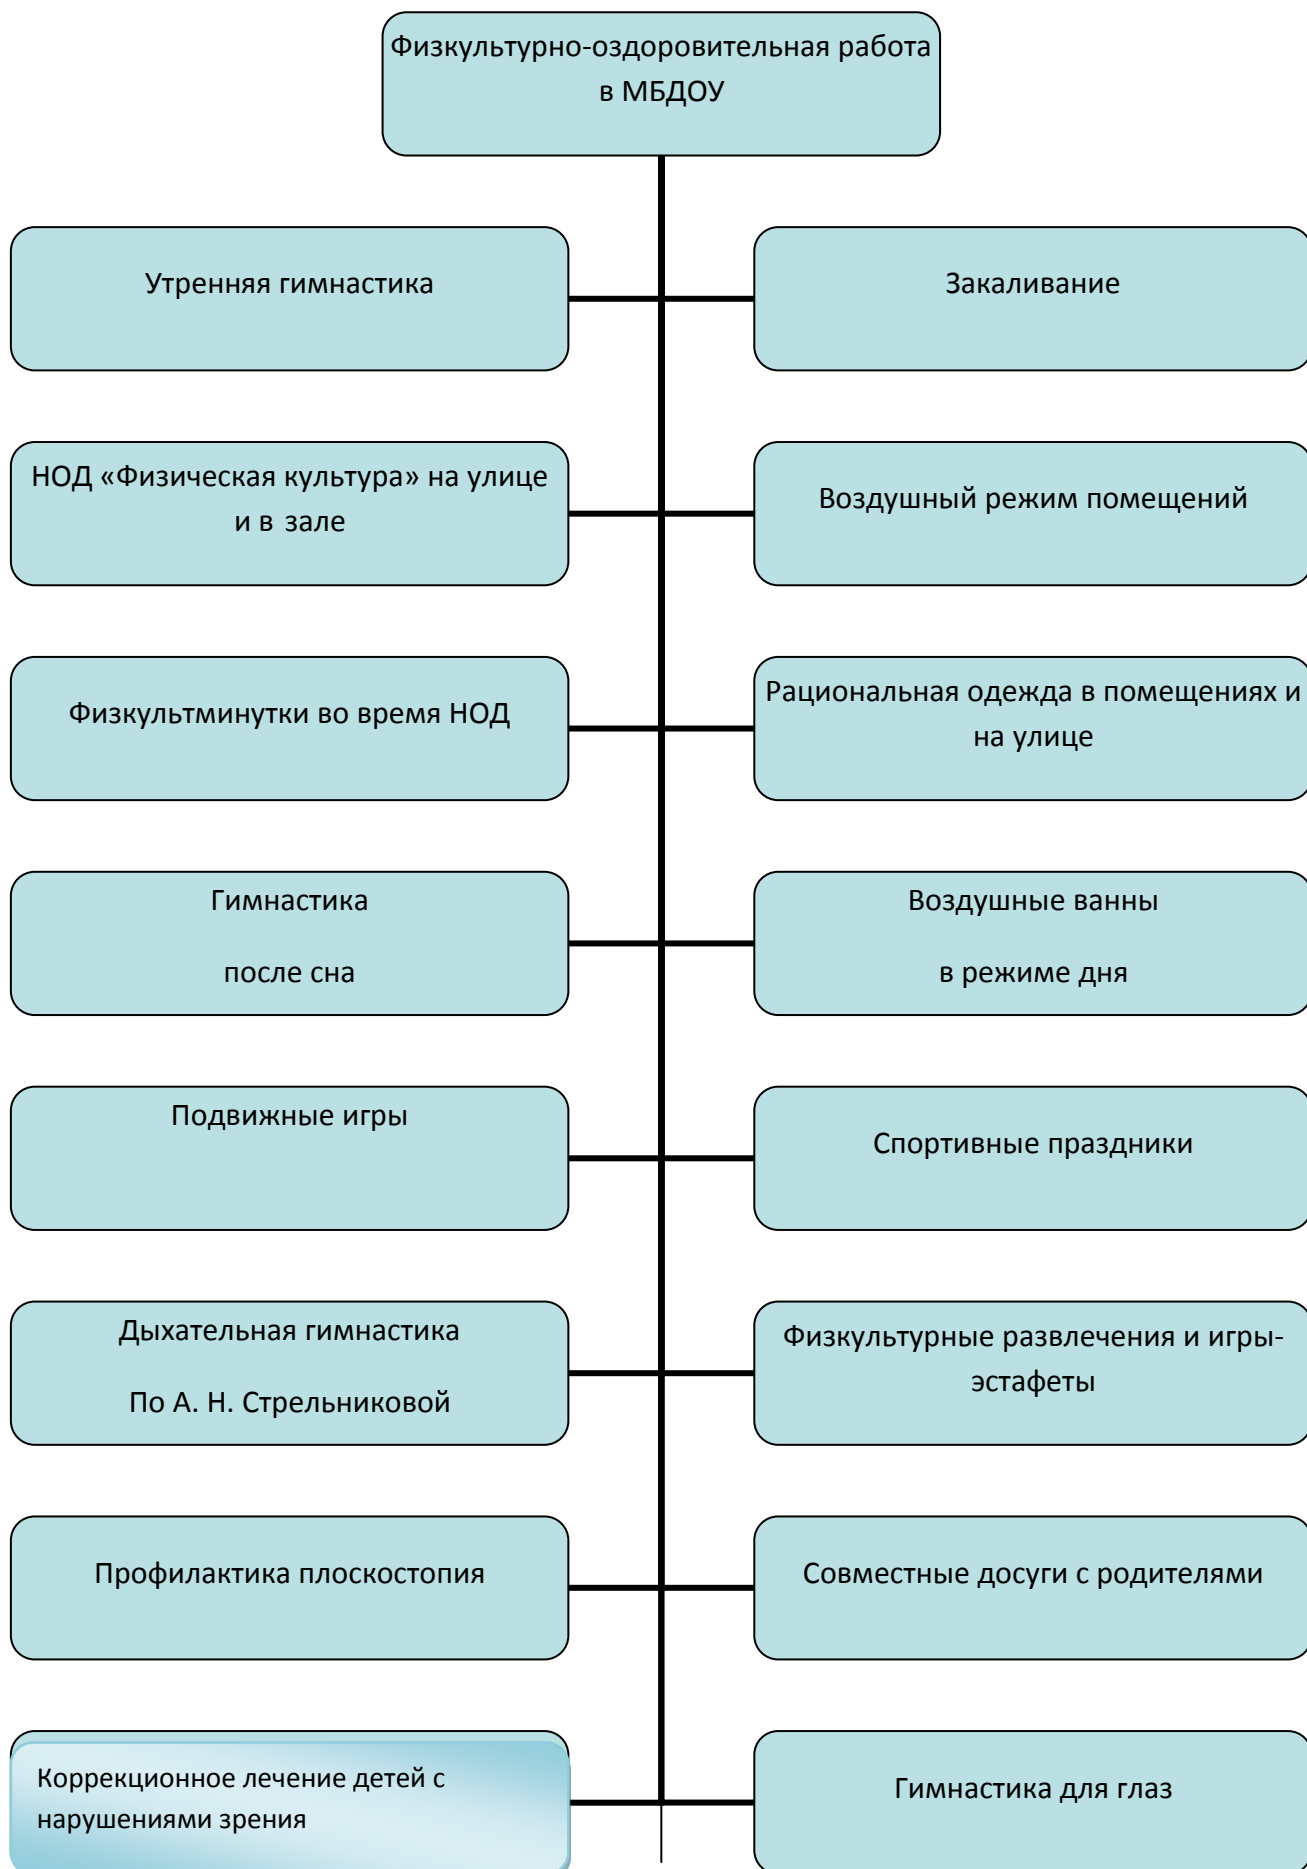 Физкультурно-оздоровительная работа
в МБДОУ
Утренняя гимнастика
Закаливание
НОД «Физическая культура» на улице
и в зале
Воздушный режим помещений
Физкультминутки во время НОД
Рациональная одежда в помещениях и
на улице
Гимнастика
после сна
Воздушные ванны
в режиме дня
Подвижные игры
Спортивные праздники
Дыхательная гимнастика
По А. Н. Стрельниковой
Физкультурные развлечения и игры-
эстафеты
Профилактика плоскостопия
Совместные досуги с родителями
Коррекционное лечение детей с
нарушениями зрения
Гимнастика для глаз